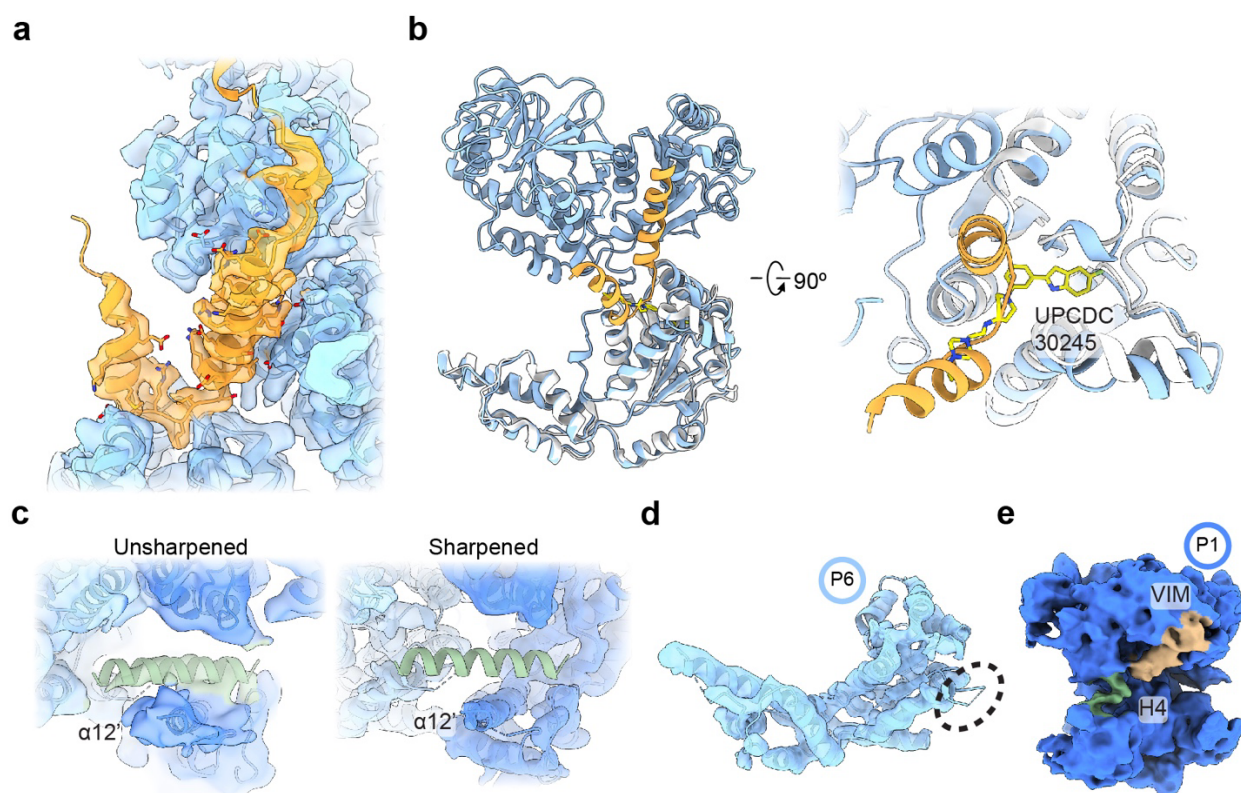 a
b
90º
UPCDC
30245
c
Unsharpened
Sharpened
α12’
α12’
d
P6
e
P1
VIM
H4